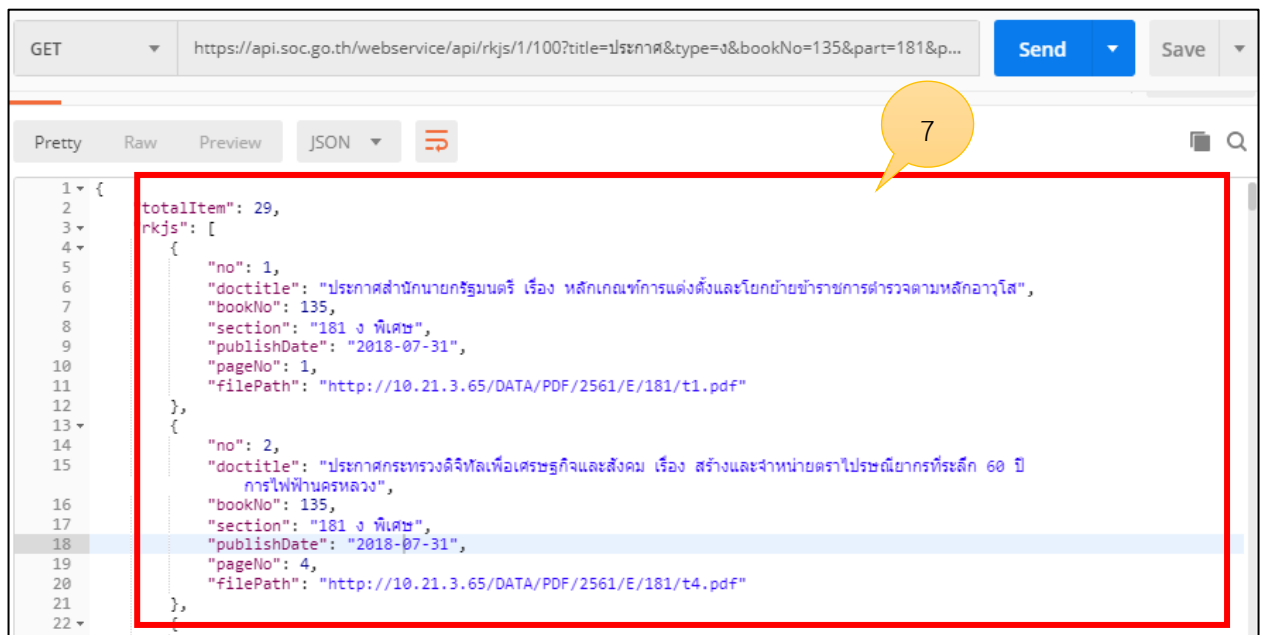 GET https://api.soc.go.th/webservice/api/rkjs/1/100?title=ประกาศ&type=ง&bookNo=135&part=181&p... Send Save
7
Pretty Raw Preview JSON
1 {
2 "totalItem": 29,
3 "rkjs": [
4 {
5 "no": 1,
6 "doctitle": "ประกาศสำนักนายกรัฐมนตรี เรื่อง หลักเกณฑ์การแต่งตั้งและโยกย้ายข้าราชการตำรวจตามหลักอาวุโส",
7 "bookNo": 135,
8 "section": "181 ง พิเศษ",
9 "publishDate": "2018-07-31",
10 "pageNo": 1,
11 "filePath": "http://10.21.3.65/DATA/PDF/2561/E/181/t1.pdf"
12 },
13 {
14 "no": 2,
15 "doctitle": "ประกาศกระทรวงดิจิทัลเพื่อเศรษฐกิจและสังคม เรื่อง สร้างและจำหน่ายตราไปรษณียากรที่ระลึก 60 ปี
การไฟฟ้านครหลวง",
16 "bookNo": 135,
17 "section": "181 ง พิเศษ",
18 "publishDate": "2018-07-31",
19 "pageNo": 4,
20 "filePath": "http://10.21.3.65/DATA/PDF/2561/E/181/t4.pdf"
21 },
22 {